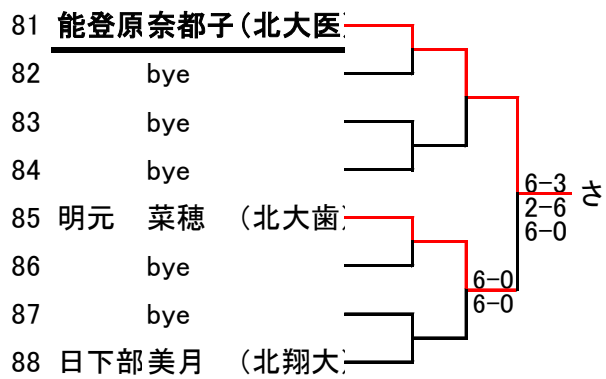 81 能登原奈都子(北大医)
82 bye
83 bye
84 bye
6-3
2-6 さ
6-0
85 明元 菜穂 (北大歯)
86 bye
6-0
6-0
87 bye
88 日下部美月 (北翔大)